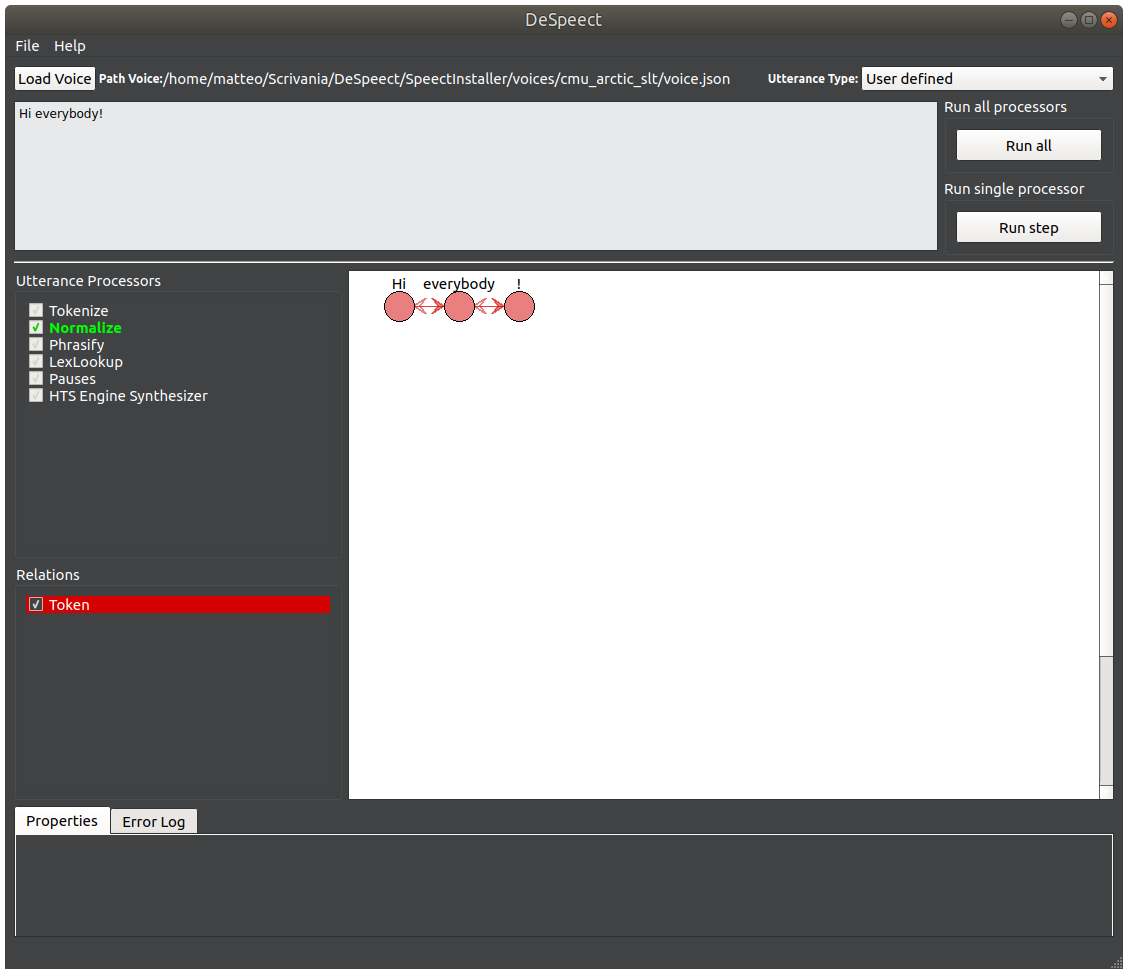 DeSpeect
File Help
Load Voice Path Voice:/home/matteo/Scrivania/DeSpeect/SpeectInstaller/voices/cmu_arctic_slt/voice.json Utterance Type: User defined
Hi everybody!
Run all processors
Run all
Run single processor
Run step
Utterance Processors
Tokenize
Normalize
Phrasify
LexLookup
Pauses
HTS Engine Synthesizer
Hi everybody !
Relations
Token
Properties Error Log